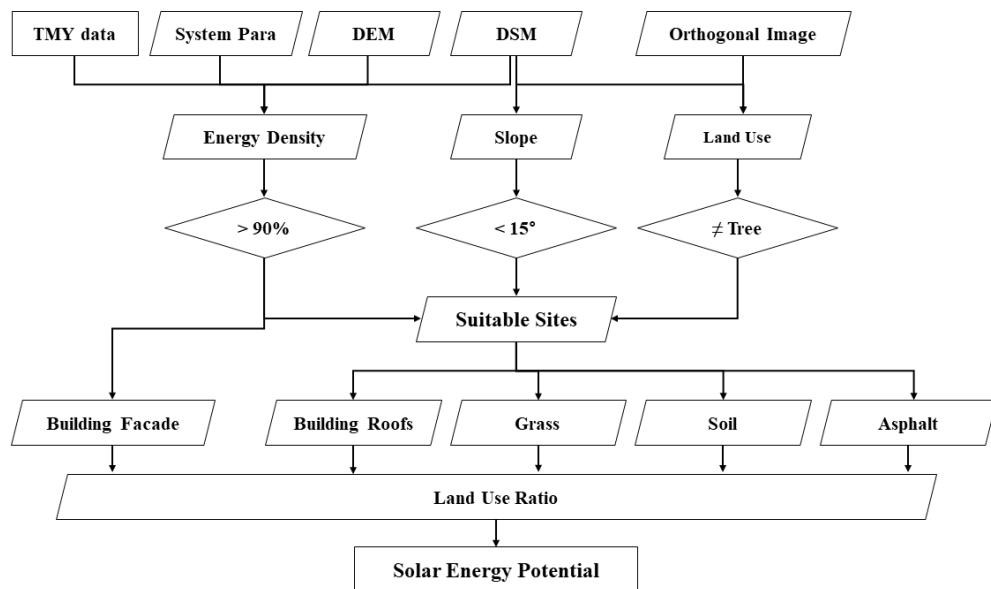 TMY data
System Para
DEM
DSM
Orthogonal Image
Energy Density
Slope
Land Use
> 90%
< 15°
≠ Tree
Suitable Sites
Building Facade
Building Roofs
Grass
Soil
Asphalt
Land Use Ratio
Solar Energy Potential